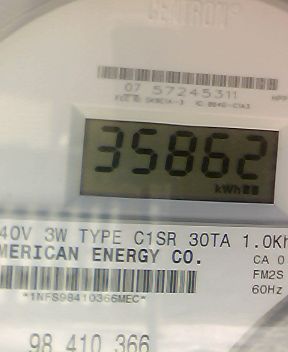 CENTRON®
07 57245311
35862
kWh
40V 3W TYPE C1SR 30TA 1.0Kh
MERICAN ENERGY CO.
CA 0
FM2S
60Hz
*1NFS98410366MEC*
98 410 366